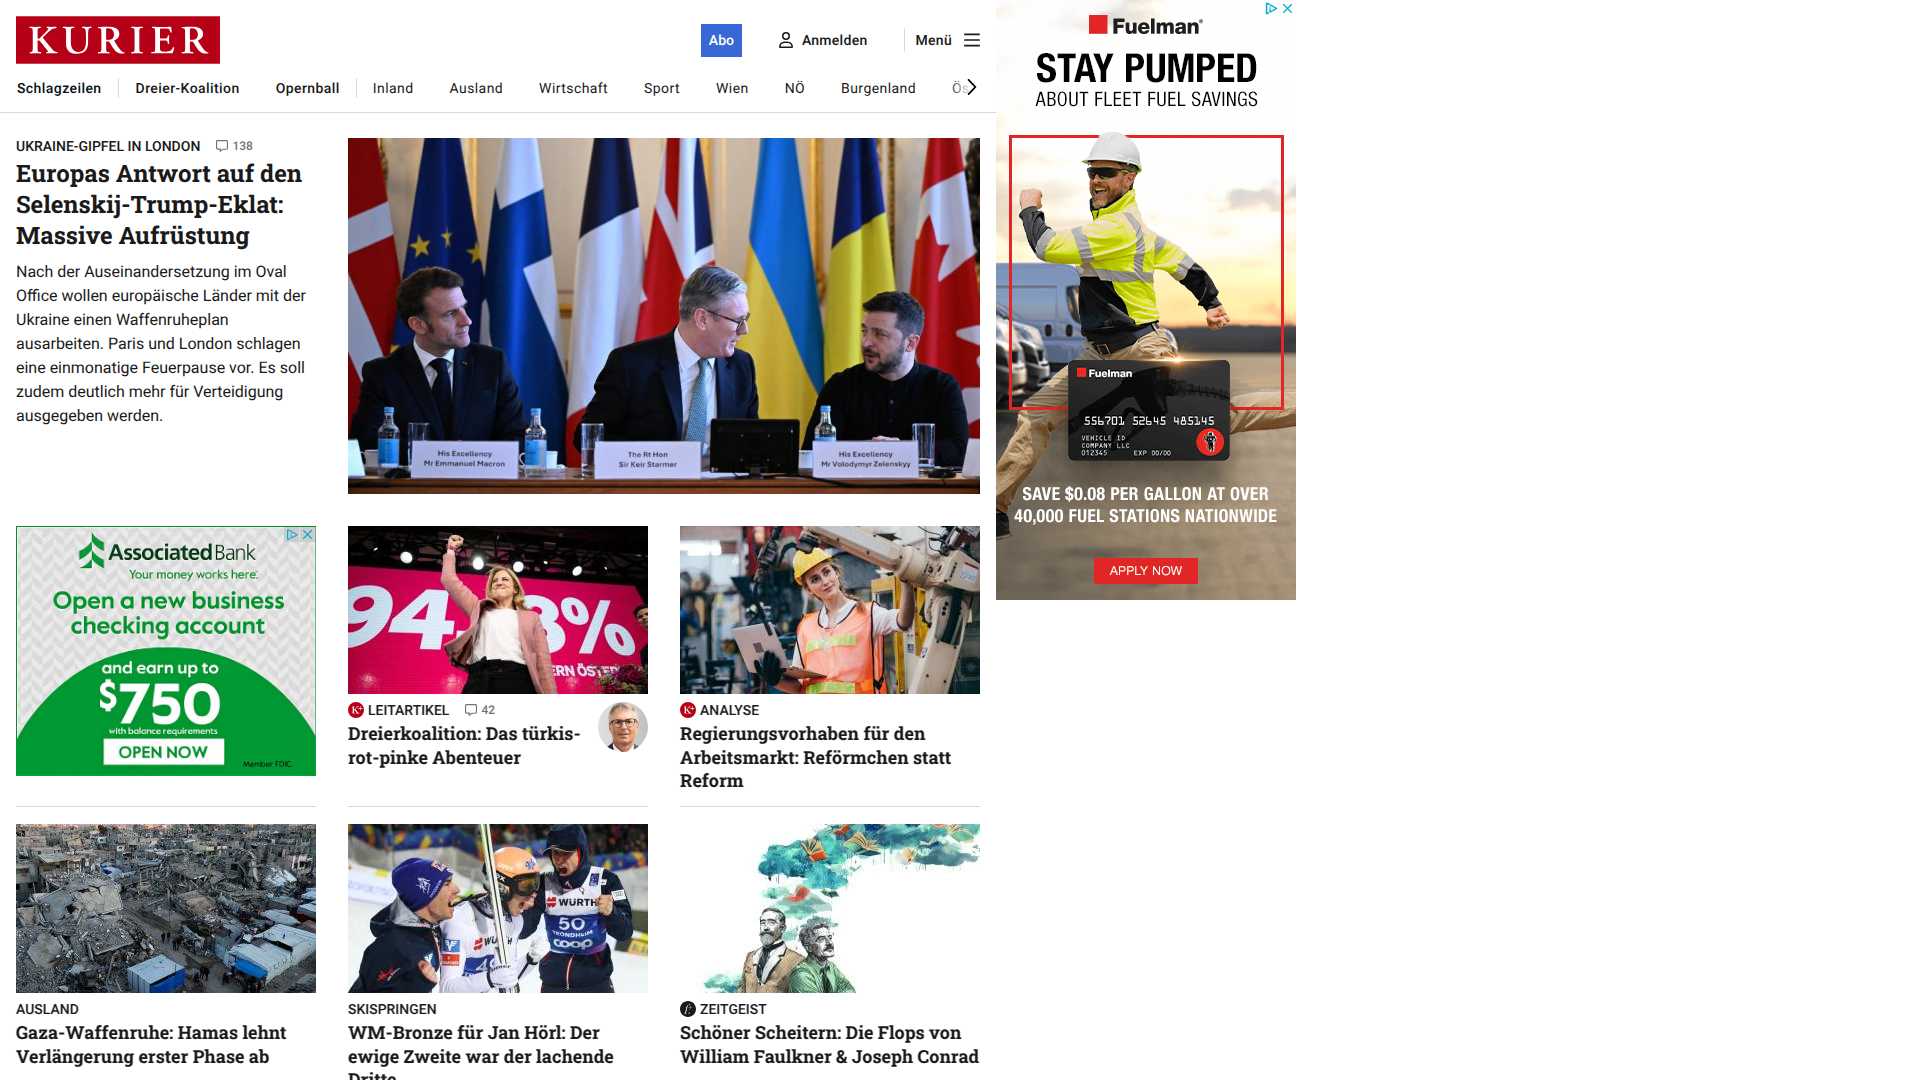 KURIER
Abo
Anmelden
Menü
Schlagzeilen
Dreier-Koalition
Opernball
Inland
Ausland
Wirtschaft
Sport
Wien
NÖ
Burgenland
UKRAINE-GIPFEL IN LONDON 138
Europas Antwort auf den
Selenskij-Trump-Eklat:
Massive Aufrüstung
Nach der Auseinandersetzung im Oval
Office wollen europäische Länder mit der
Ukraine einen Waffenruheplan
ausarbeiten. Paris und London schlagen
eine einmonatige Feuerpause vor. Es soll
zudem deutlich mehr für Verteidigung
ausgegeben werden.
His Excellency
Mr Emmanuel Macron
The Rt Hon
Sir Keir Starmer
His Excellency
Mr Volodymyr Zelenskyy
Fuelman
STAY PUMPED
ABOUT FLEET FUEL SAVINGS
Fuelman
556701 52645 485145
VEHICLE ID
COMPANY LLC
012345 EXP 00/00
SAVE $0.08 PER GALLON AT OVER
40,000 FUEL STATIONS NATIONWIDE
APPLY NOW
Associated Bank
Your money works here.
Open a new business
checking account
and earn up to
$750
with balance requirements
OPEN NOW
Member FDIC.
K+ LEITARTIKEL 42
Dreierkoalition: Das türkis-
rot-pinke Abenteuer
K+ ANALYSE
Regierungsvorhaben für den
Arbeitsmarkt: Reförmchen statt
Reform
AUSLAND
Gaza-Waffenruhe: Hamas lehnt
Verlängerung erster Phase ab
WÜRTH
50
TRONDHEIM
coop
SKISPRINGEN
WM-Bronze für Jan Hörl: Der
ewige Zweite war der lachende
Dritte
ZEITGEIST
Schöner Scheitern: Die Flops von
William Faulkner & Joseph Conrad